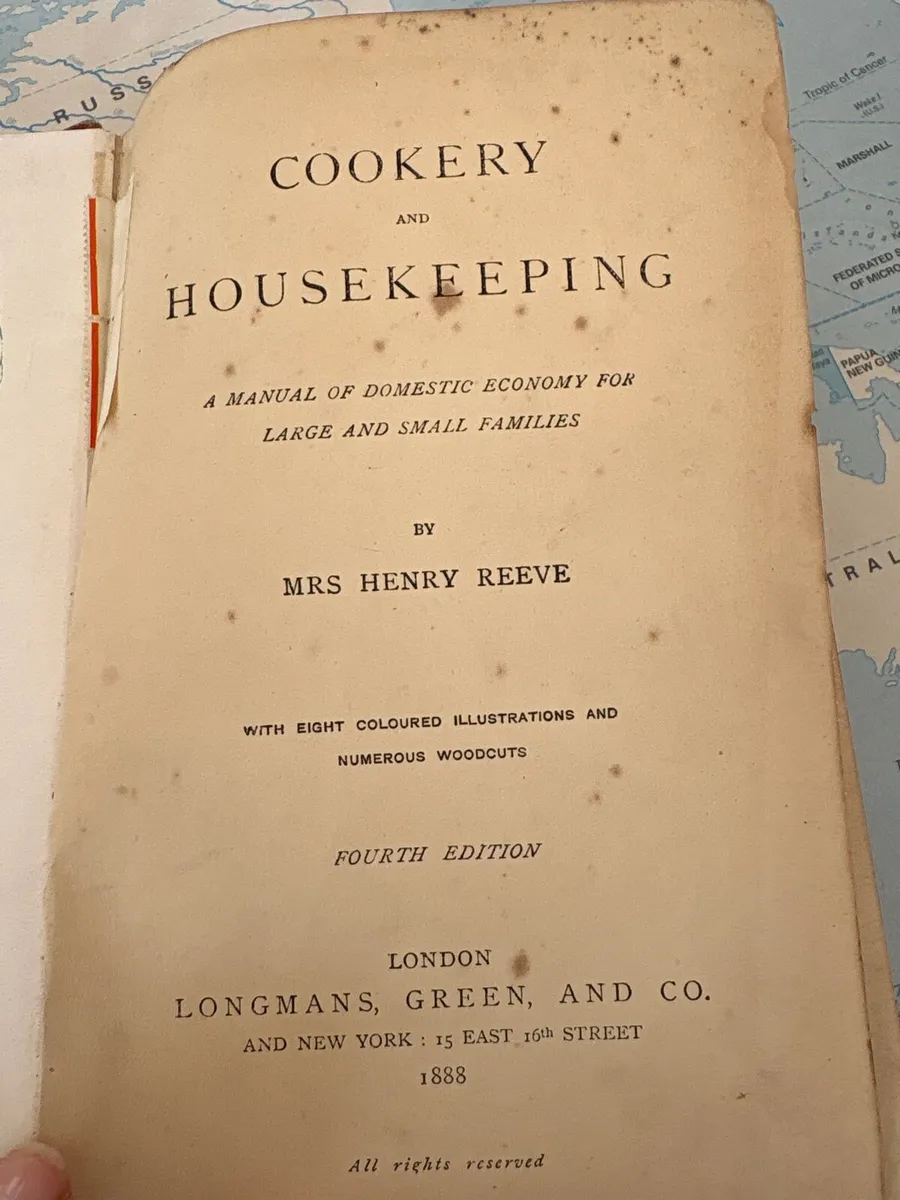 COOKERY
AND
HOUSEKEEPING
A MANUAL OF DOMESTIC ECONOMY FOR
LARGE AND SMALL FAMILIES
BY
MRS HENRY REEVE
WITH EIGHT COLOURED ILLUSTRATIONS AND
NUMEROUS WOODCUTS
FOURTH EDITION
LONDON
LONGMANS, GREEN, AND CO.
AND NEW YORK : 15 EAST 16th STREET
1888
All rights reserved
RUSS
Tropic of Cancer
Wake I
(U.S.)
MARSHALL
FEDERATED S
OF MICRO
PAPUA
NEW GUIN
TRAL